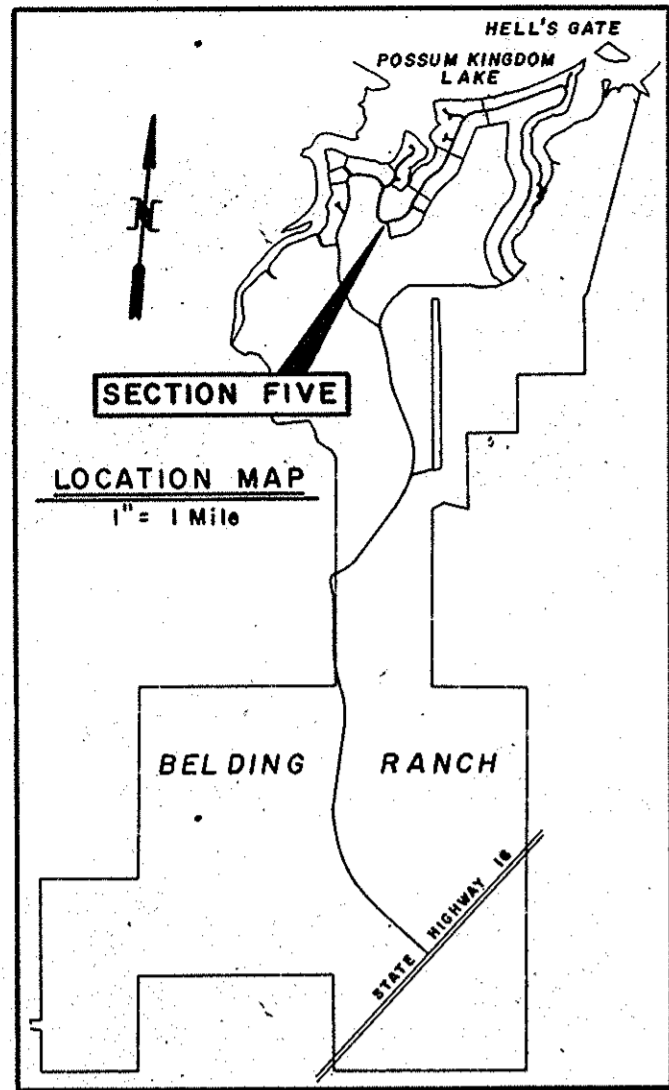 HELL'S GATE
POSSUM KINGDOM
LAKE
N
SECTION FIVE
LOCATION MAP
1" = 1 Mile
BELDING RANCH
STATE HIGHWAY 16